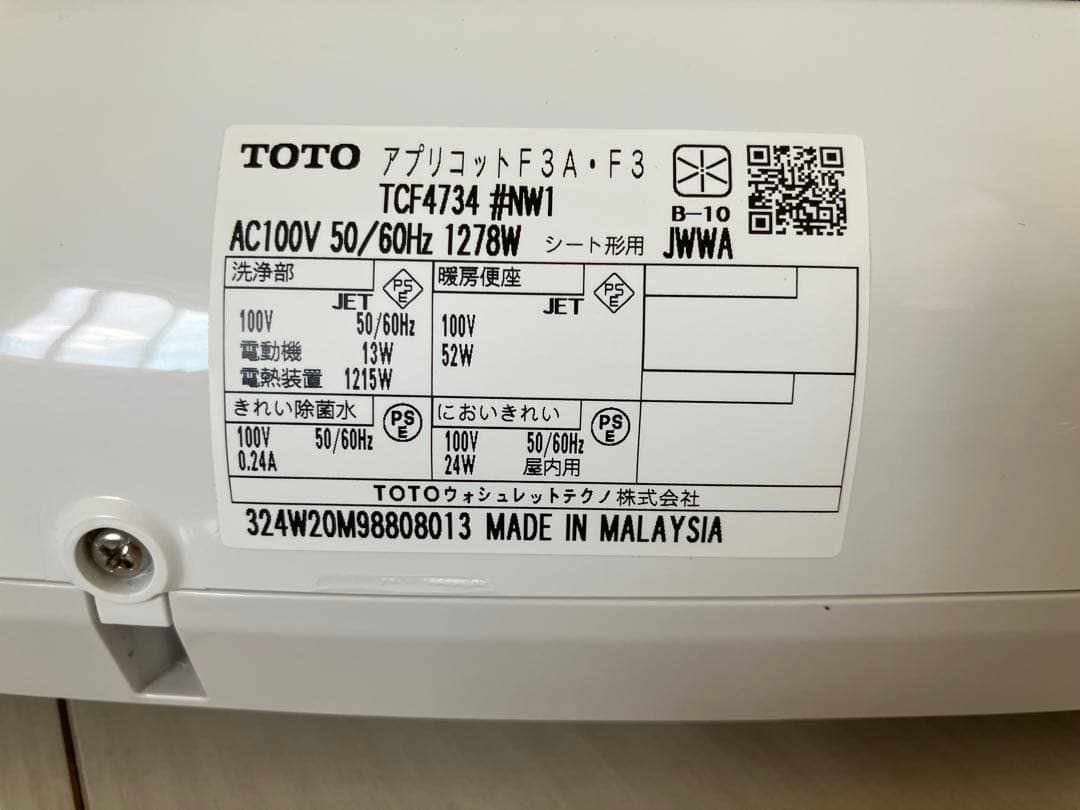 TOTO アプリコットF3A・F3
TCF4734 #NW1
B-10
AC100V 50/60Hz 1278W シート形用 JWWA
洗浄部
PSE
JET
100V 50/60Hz
電動機 13W
電熱装置 1215W
暖房便座
PSE
JET
100V
52W
きれい除菌水
PSE
100V 50/60Hz
0.24A
においきれい
PSE
100V 50/60Hz
24W 屋内用
TOTOウォシュレットテクノ株式会社
324W20M98808013 MADE IN MALAYSIA